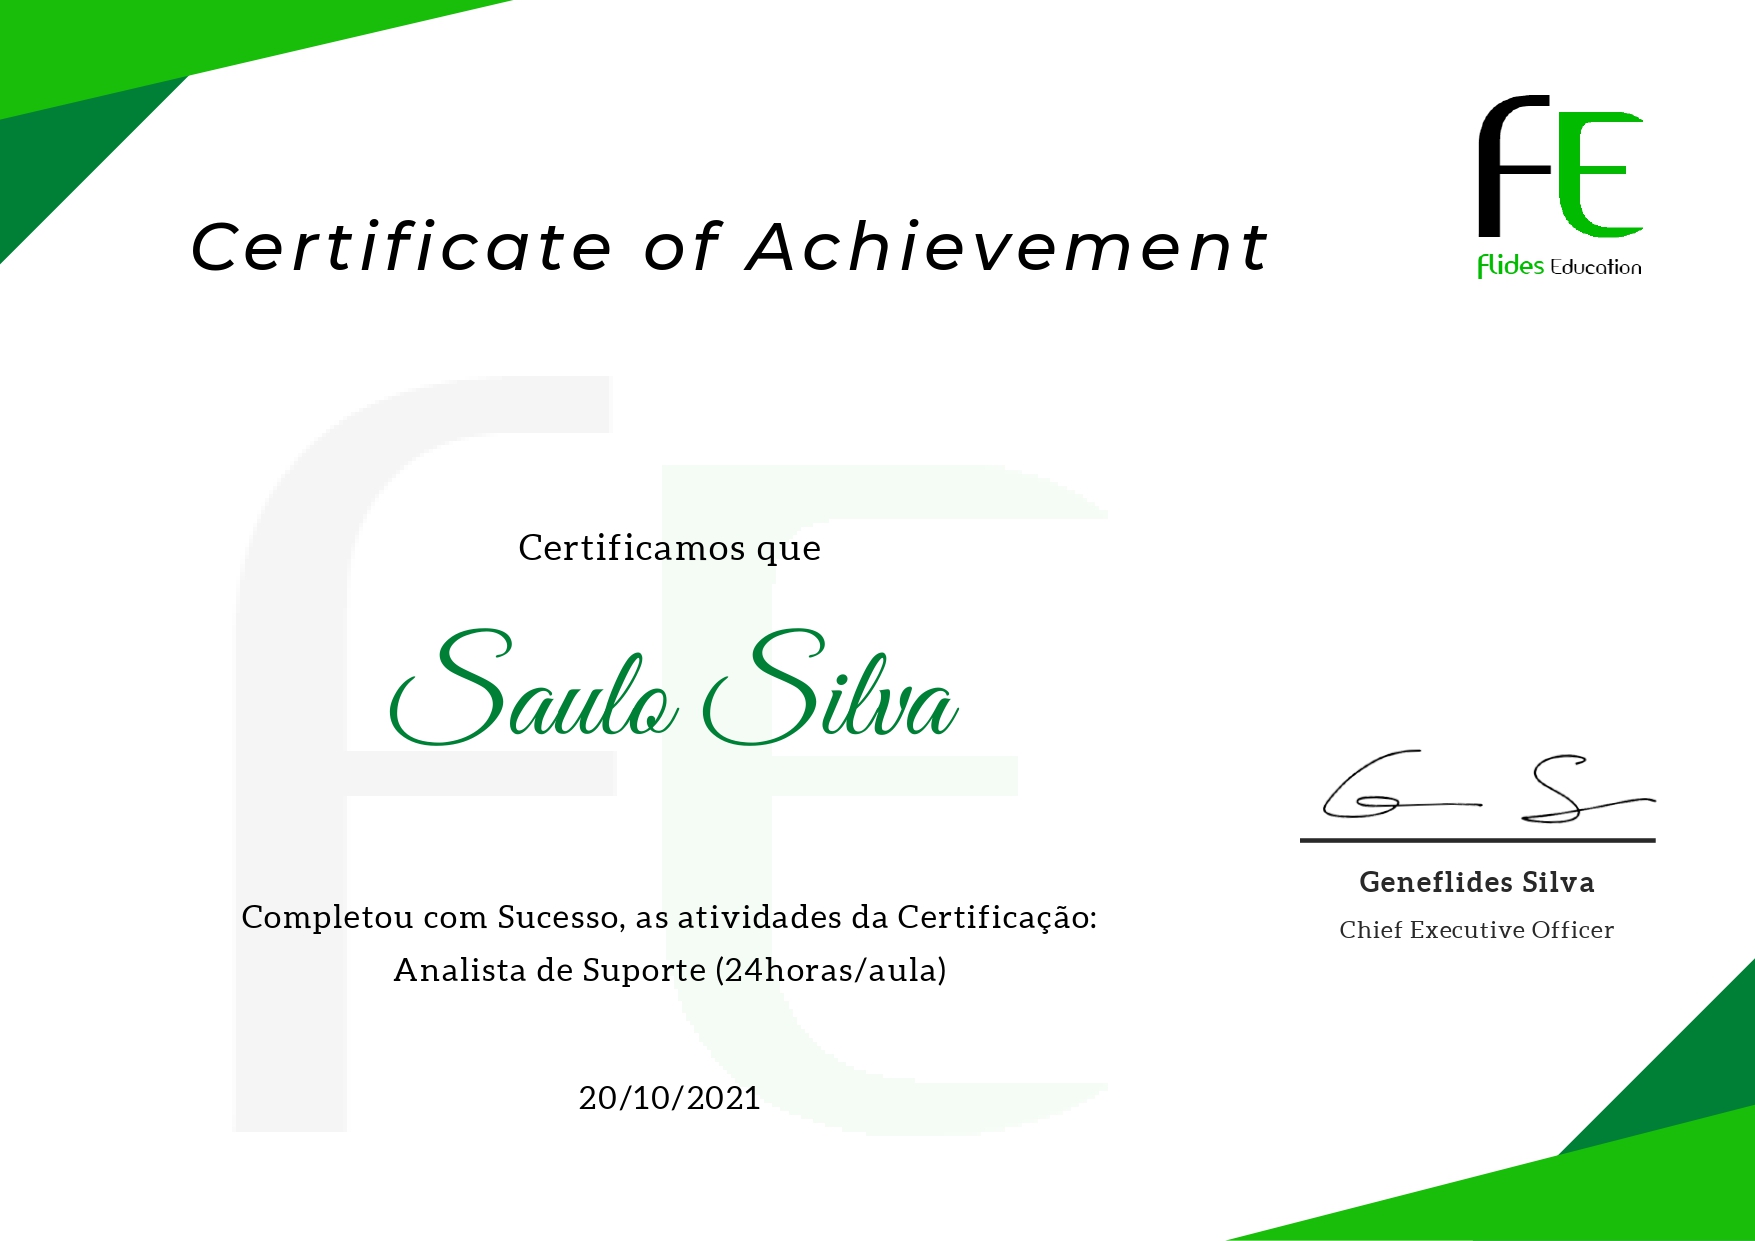 FE
flides Education
Certificate of Achievement
Certificamos que
Saulo Silva
Geneflides Silva
Chief Executive Officer
Completou com Sucesso, as atividades da Certificação:
Analista de Suporte (24horas/aula)
20/10/2021